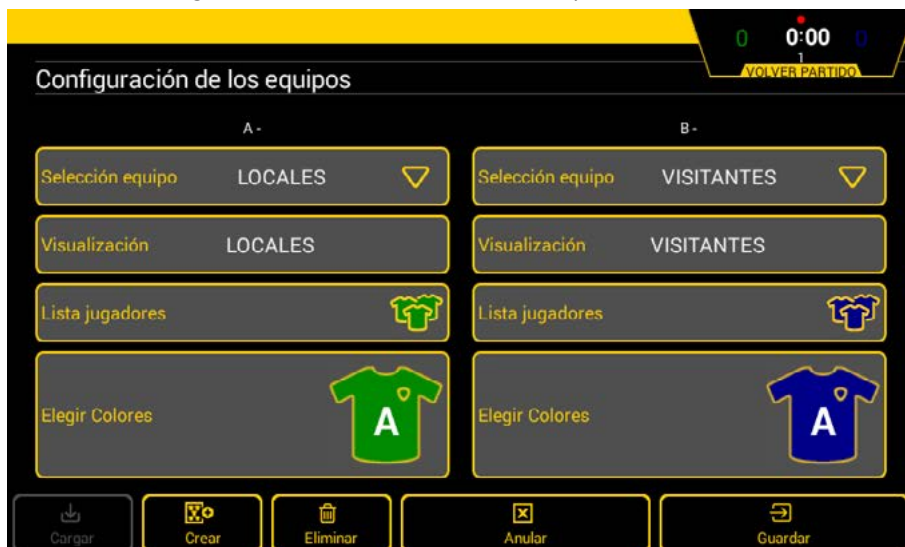 0 0:00 0
1
VOLVER PARTIDO
Configuración de los equipos
A - B -
Selección equipo LOCALES Selección equipo VISITANTES
Visualización LOCALES Visualización VISITANTES
Lista jugadores Lista jugadores
Elegir Colores A Elegir Colores A
Cargar Crear Eliminar Anular Guardar